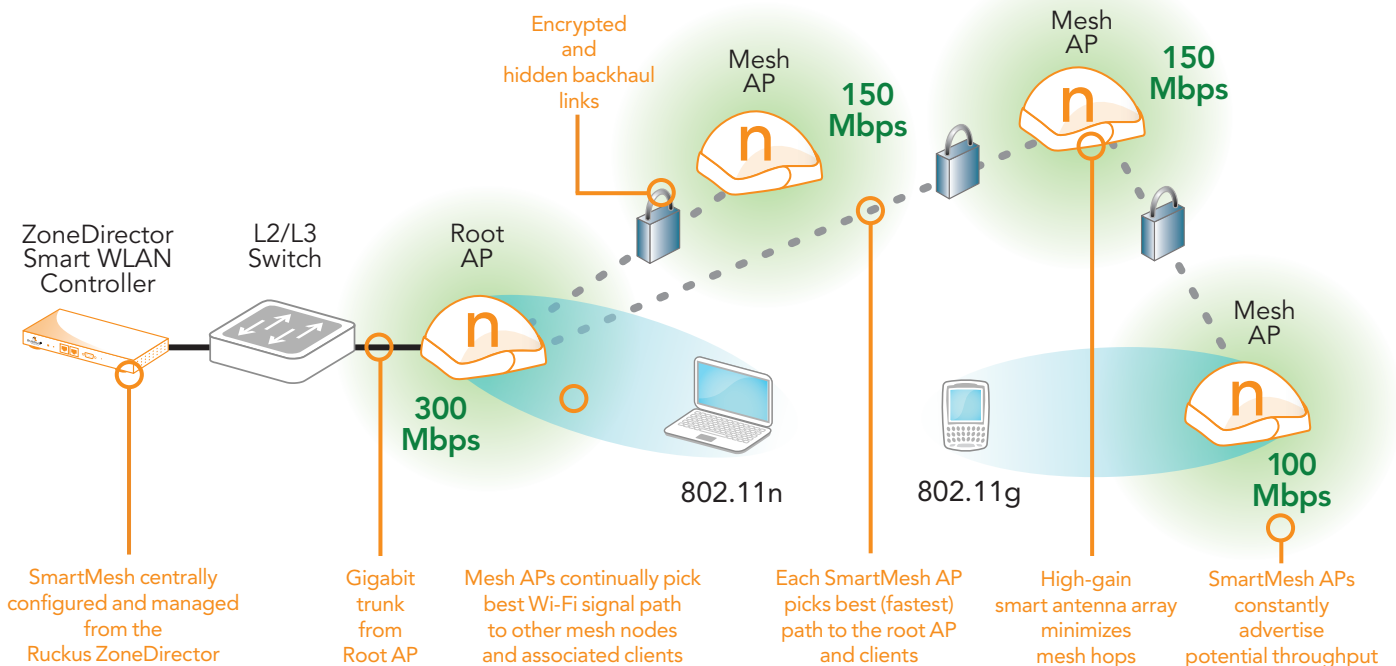 Encrypted
and
hidden backhaul
links
Mesh
AP
150
Mbps
n
Mesh
AP
150
Mbps
n
ZoneDirector
Smart WLAN
Controller
L2/L3
Switch
Root
AP
n
300
Mbps
802.11n
802.11g
Mesh
AP
n
100
Mbps
SmartMesh centrally
configured and managed
from the
Ruckus ZoneDirector
Gigabit
trunk
from
Root AP
Mesh APs continually pick
best Wi-Fi signal path
to other mesh nodes
and associated clients
Each SmartMesh AP
picks best (fastest)
path to the root AP
and clients
High-gain
smart antenna array
minimizes
mesh hops
SmartMesh APs
constantly
advertise
potential throughput